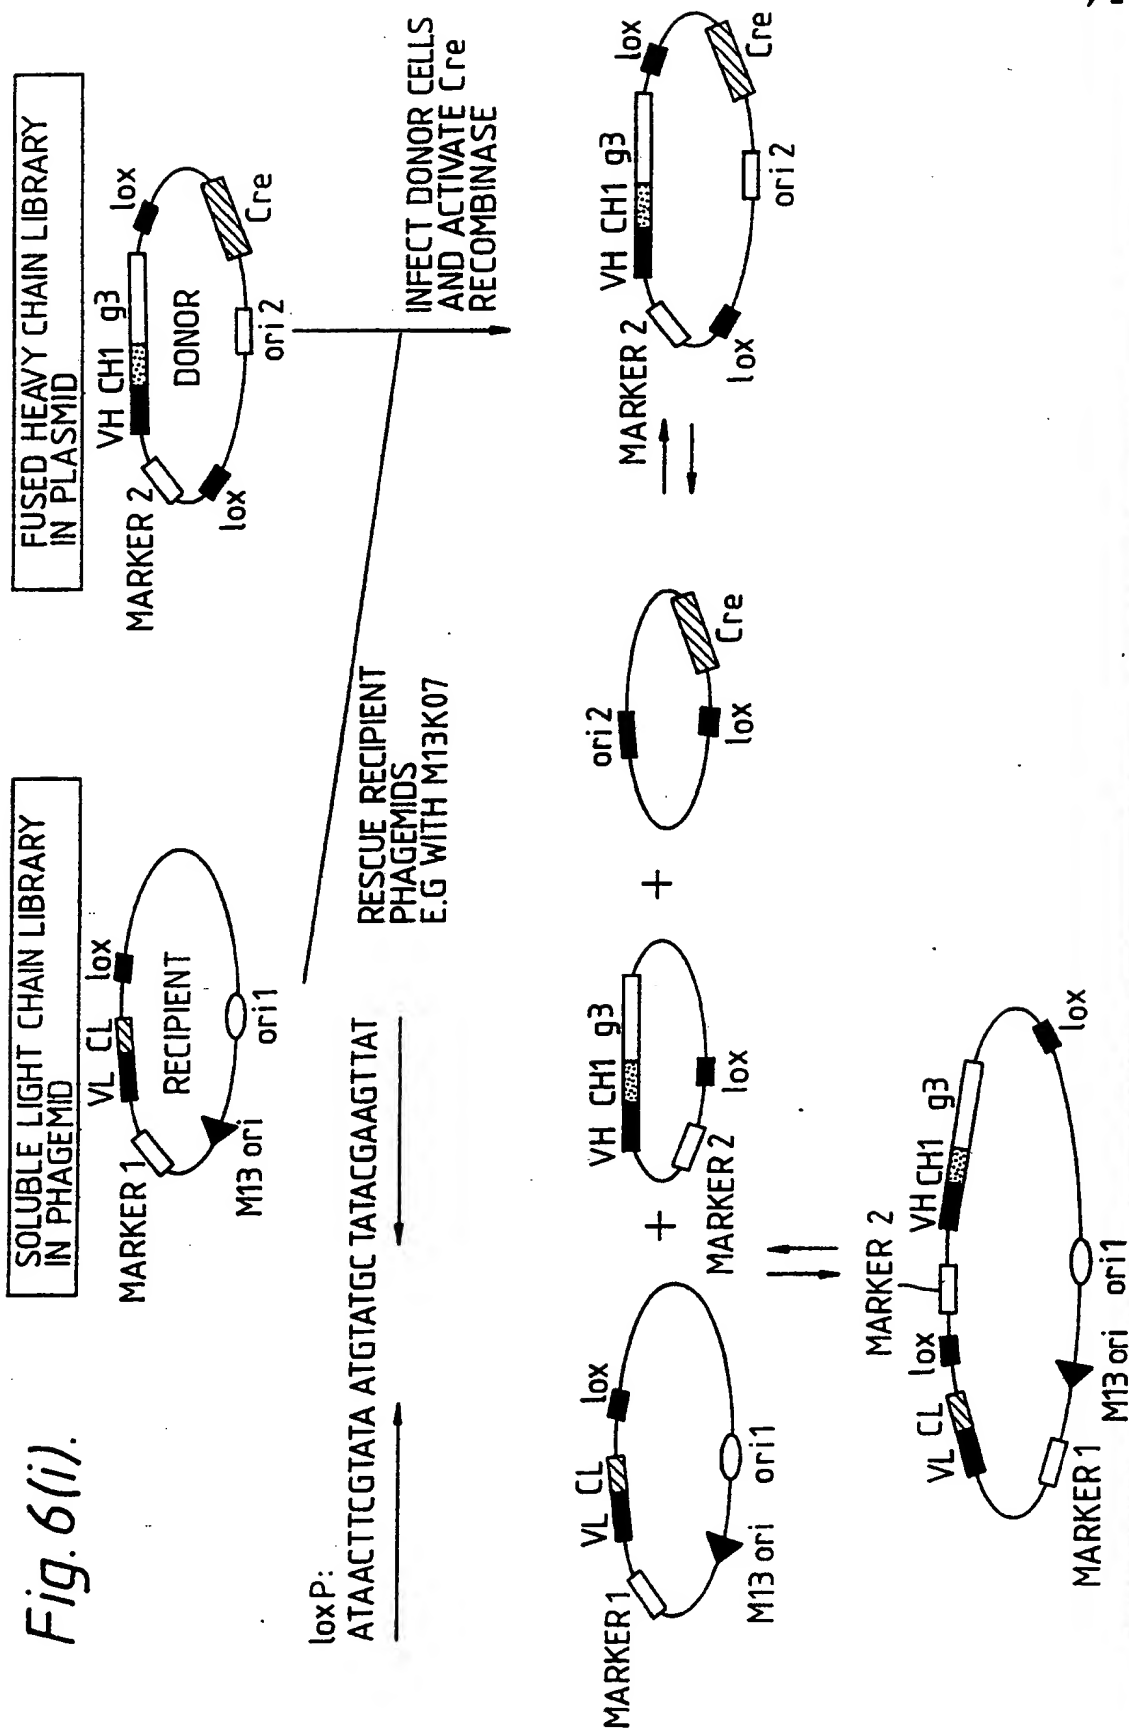 Fig. 6(i).
SOLUBLE LIGHT CHAIN LIBRARY
IN PHAGEMID
FUSED HEAVY CHAIN LIBRARY
IN PLASMID
VL CL lox
MARKER 1
RECIPIENT
M13 ori
ori1
VH CH1 g3
lox
MARKER 2
DONOR
lox
ori 2
Cre
loxP:
ATAACTTCGTATA ATGTATGC TATACGAAGTTAT
RESCUE RECIPIENT
PHAGEMIDS
E.G WITH M13K07
INFECT DONOR CELLS
AND ACTIVATE Cre
RECOMBINASE
VL CL lox
MARKER1
M13 ori
ori1
+
VH CH1 g3
MARKER 2
lox
+
ori 2
lox
Cre
VH CH1 g3
lox
MARKER 2
lox
ori 2
Cre
MARKER 2
VL CL lox
VH CH1 g3
MARKER1
M13 ori
ori1
lox